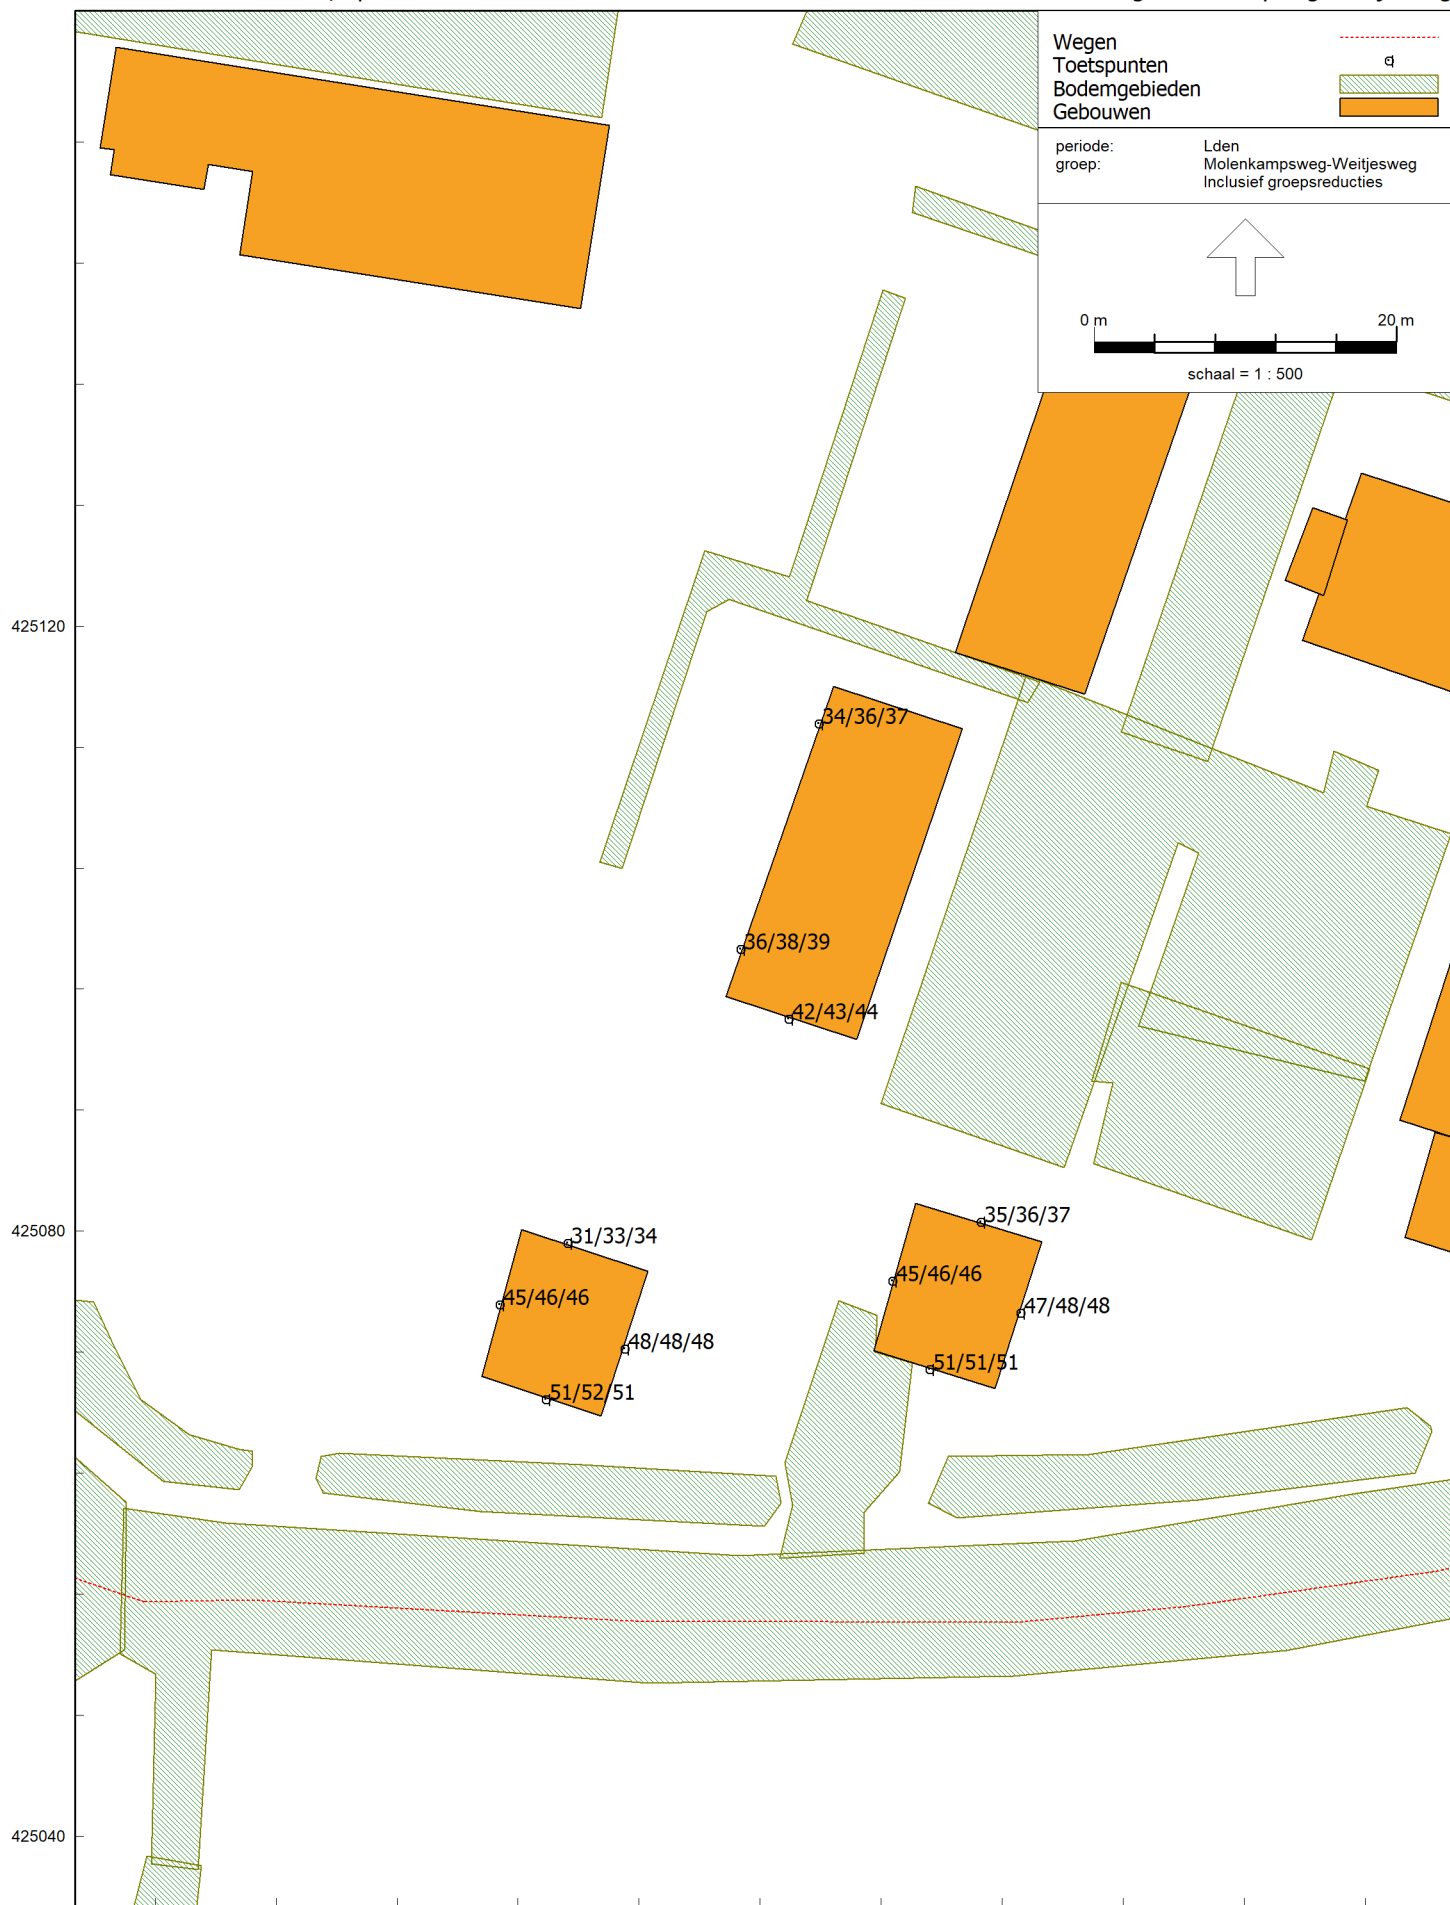 Wegen
Toetspunten
Bodemgebieden
Gebouwen
periode: Lden
groep: Molenkampsweg-Weitjesweg
Inclusief groepsreducties
0 m 20 m
schaal = 1 : 500
425120
34/36/37
36/38/39
42/43/44
425080
35/36/37
31/33/34
45/46/46
45/46/46
47/48/48
48/48/48
51/51/51
51/52/51
425040